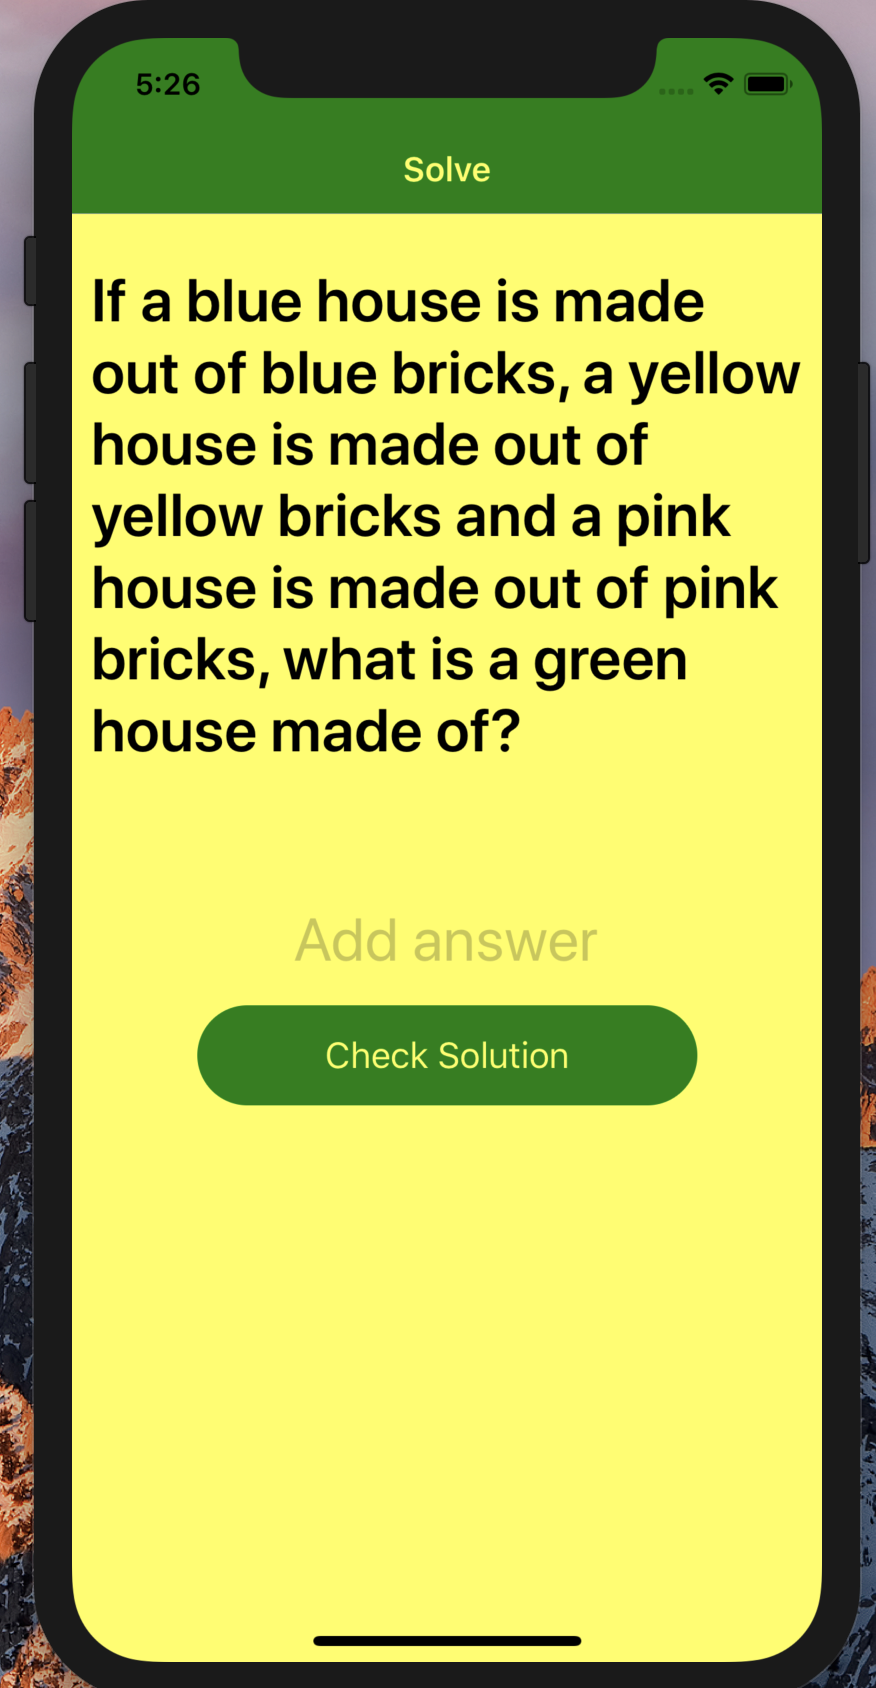 5:26
Solve
If a blue house is made
out of blue bricks, a yellow
house is made out of
yellow bricks and a pink
house is made out of pink
bricks, what is a green
house made of?
Add answer
Check Solution